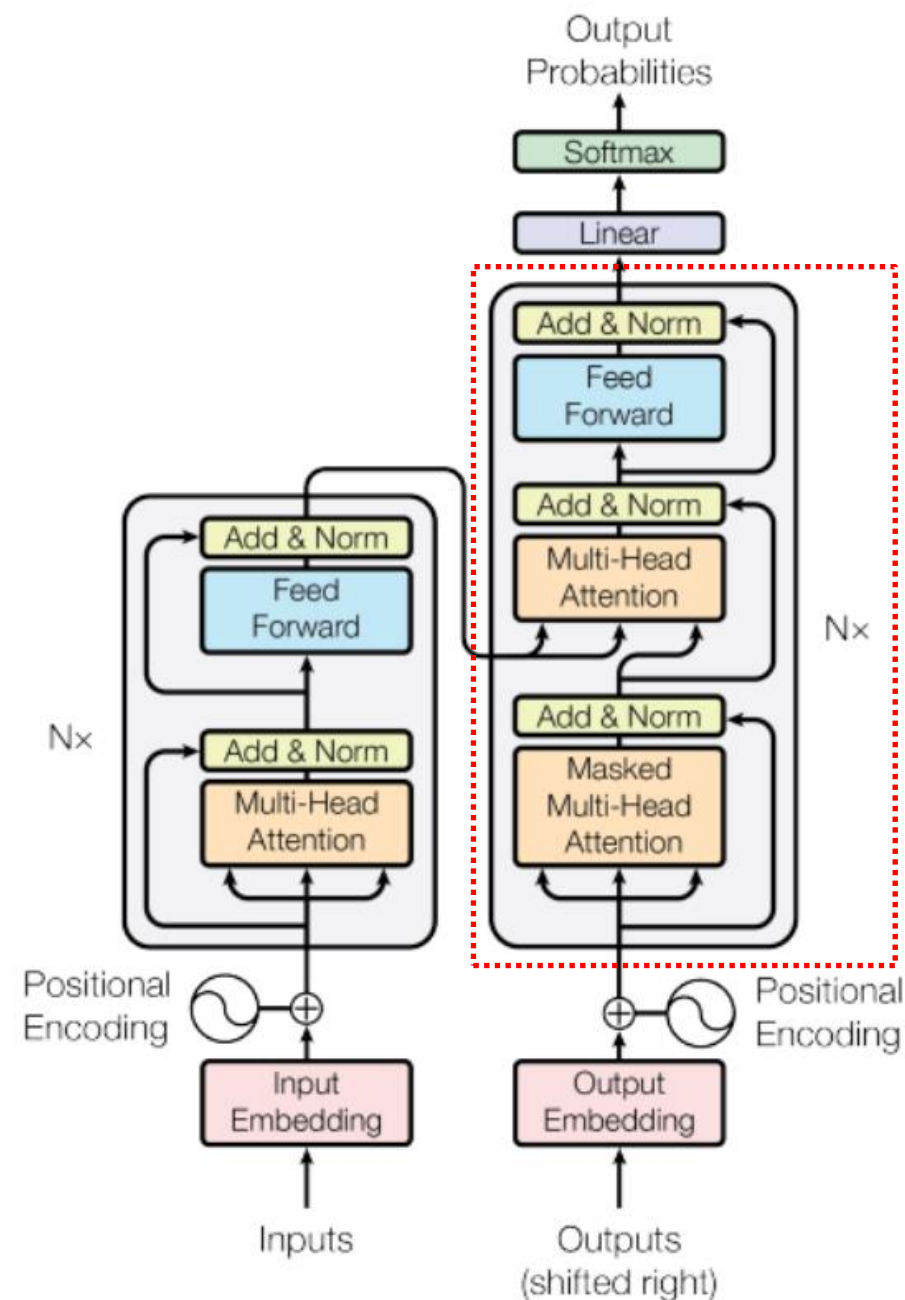 Output
Probabilities
Softmax
Linear
Add & Norm
Feed
Forward
Add & Norm
Multi-Head
Attention
Nx
Add & Norm
Masked
Multi-Head
Attention
Add & Norm
Feed
Forward
Nx
Add & Norm
Multi-Head
Attention
Positional
Encoding
Positional
Encoding
Input
Embedding
Output
Embedding
Inputs
Outputs
(shifted right)